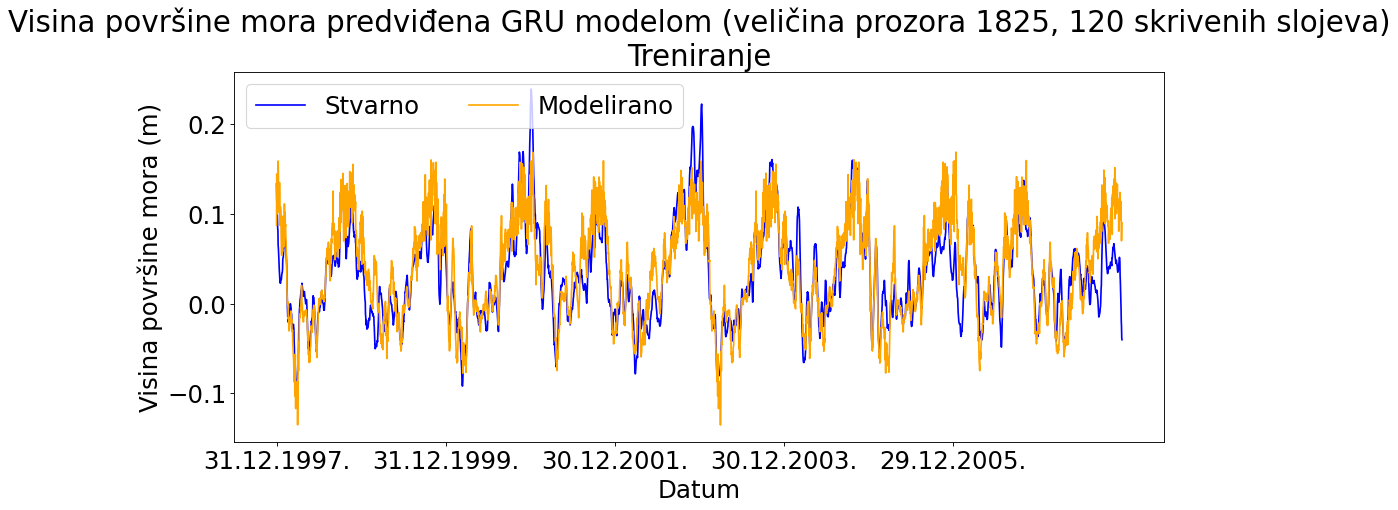 Visina površine mora predviđena GRU modelom (veličina prozora 1825, 120 skrivenih slojeva)
Treniranje
Stvarno Modelirano
Visina površine mora (m)
0.2
0.1
0.0
−0.1
31.12.1997. 31.12.1999. 30.12.2001. 30.12.2003. 29.12.2005.
Datum